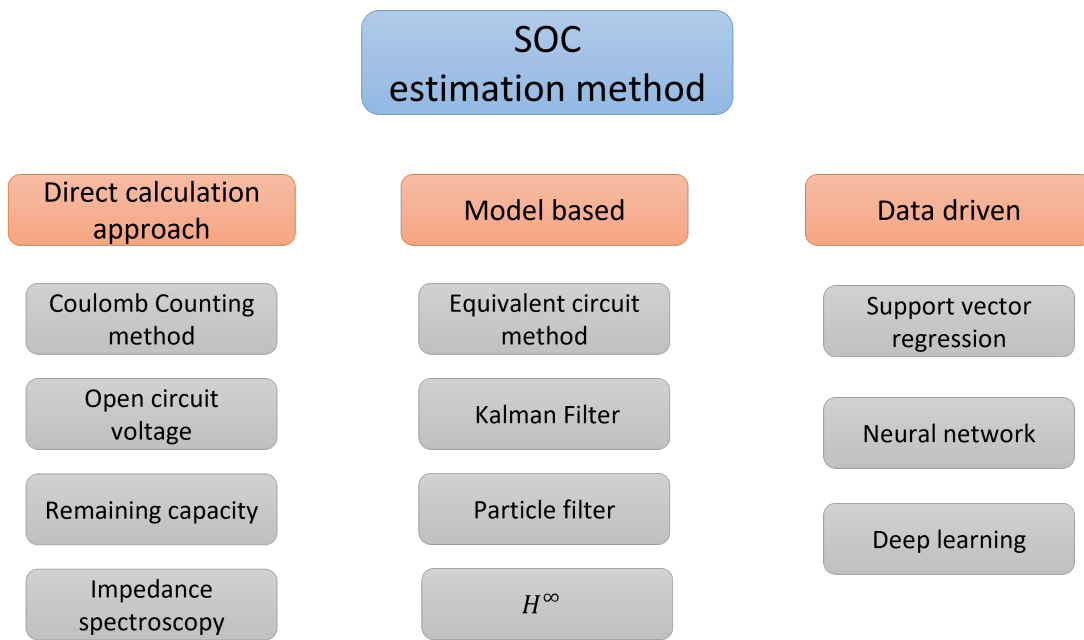 SOC
estimation method
Direct calculation
approach
Model based
Data driven
Coulomb Counting
method
Equivalent circuit
method
Support vector
regression
Open circuit
voltage
Kalman Filter
Neural network
Remaining capacity
Particle filter
Deep learning
Impedance
spectroscopy
H^∞